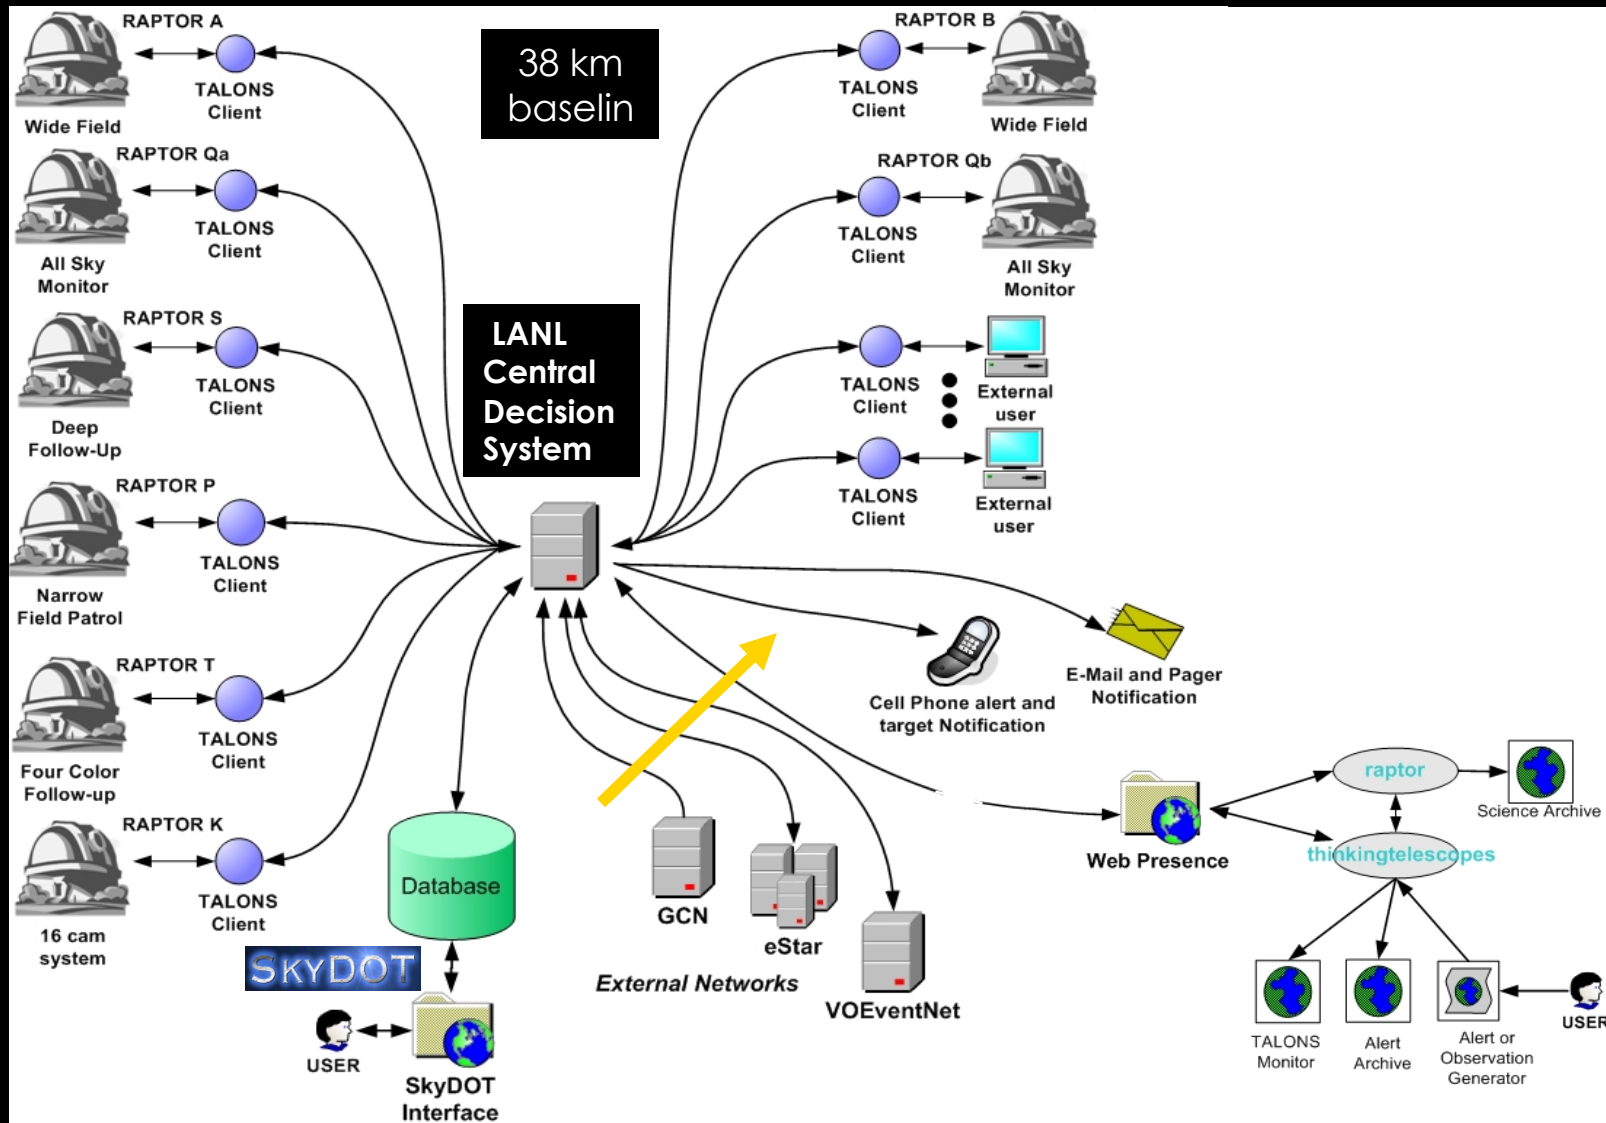 RAPTOR A
TALONS
Client
Wide Field
38 km
baselin
RAPTOR B
TALONS
Client
Wide Field
RAPTOR Qa
TALONS
Client
All Sky
Monitor
RAPTOR Qb
TALONS
Client
All Sky
Monitor
RAPTOR S
TALONS
Client
Deep
Follow-Up
LANL
Central
Decision
System
TALONS
Client
External
user
TALONS
Client
External
user
RAPTOR P
TALONS
Client
Narrow
Field Patrol
RAPTOR T
TALONS
Client
Four Color
Follow-up
Cell Phone alert and
target Notification
E-Mail and Pager
Notification
RAPTOR K
TALONS
Client
16 cam
system
Database
SKYDOT
USER
SkyDOT
Interface
GCN
eStar
VOEventNet
External Networks
Web Presence
raptor
Science Archive
thinkingtelescopes
TALONS
Monitor
Alert
Archive
Alert or
Observation
Generator
USER